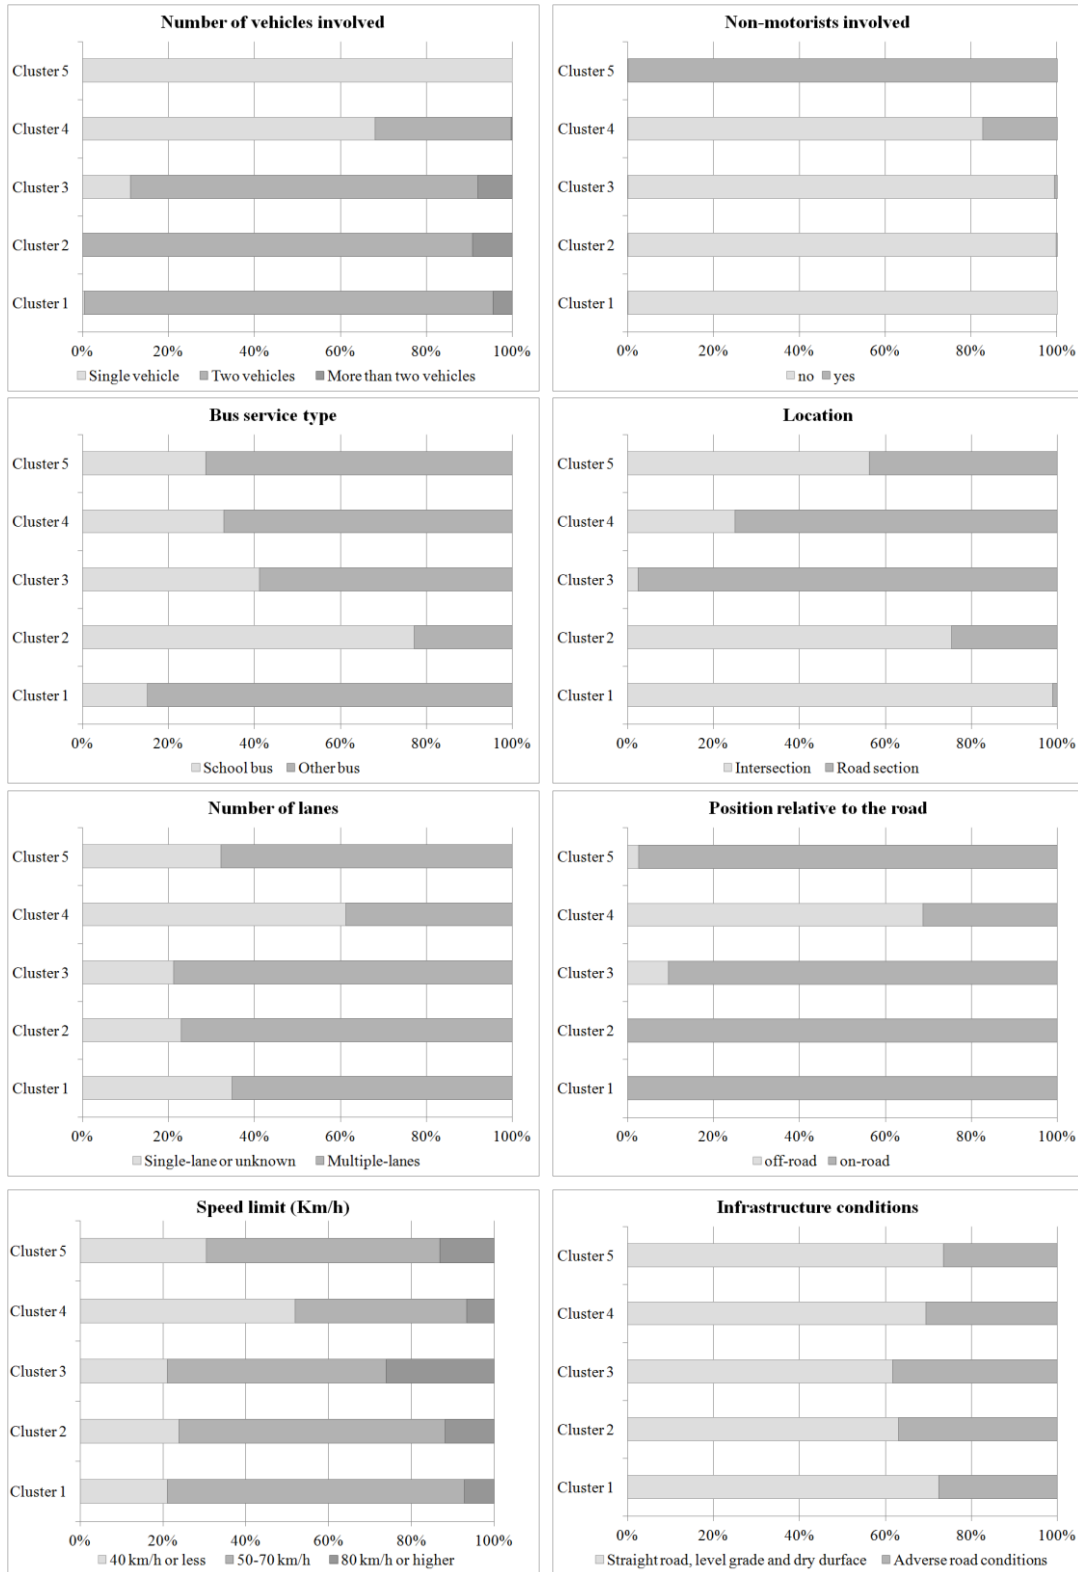 Number of vehicles involved
Cluster 5
Cluster 4
Cluster 3
Cluster 2
Cluster 1
0% 20% 40% 60% 80% 100%
Single vehicle Two vehicles More than two vehicles
Non-motorists involved
Cluster 5
Cluster 4
Cluster 3
Cluster 2
Cluster 1
0% 20% 40% 60% 80% 100%
no yes
Bus service type
Cluster 5
Cluster 4
Cluster 3
Cluster 2
Cluster 1
0% 20% 40% 60% 80% 100%
School bus Other bus
Location
Cluster 5
Cluster 4
Cluster 3
Cluster 2
Cluster 1
0% 20% 40% 60% 80% 100%
Intersection Road section
Number of lanes
Cluster 5
Cluster 4
Cluster 3
Cluster 2
Cluster 1
0% 20% 40% 60% 80% 100%
Single-lane or unknown Multiple-lanes
Position relative to the road
Cluster 5
Cluster 4
Cluster 3
Cluster 2
Cluster 1
0% 20% 40% 60% 80% 100%
off-road on-road
Speed limit (Km/h)
Cluster 5
Cluster 4
Cluster 3
Cluster 2
Cluster 1
0% 20% 40% 60% 80% 100%
40 km/h or less 50-70 km/h 80 km/h or higher
Infrastructure conditions
Cluster 5
Cluster 4
Cluster 3
Cluster 2
Cluster 1
0% 20% 40% 60% 80% 100%
Straight road, level grade and dry durface Adverse road conditions